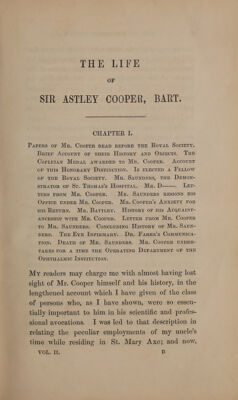 THE LIFE
OF
SIR ASTLEY COOPER, BART.
CHAPTER I.
PAPERS OF MR. COOPER READ BEFORE THE ROYAL SOCIETY,
BRIEF ACCOUNT OF THEIR HISTORY AND OBJECTS. THE
COPLEIAN MEDAL AWARDED TO MR. COOPER. ACCOUNT
OF THIS HONORARY DISTINCTION. IS ELECTED A FELLOW
OF THE ROYAL SOCIETY. MR. SAUNDERS, THE DEMON-
STRATOR OF ST. THOMAS'S HOSPITAL. MR. D——. LET-
TERS FROM MR. COOPER. MR. SAUNDERS RESIGNS HIS
OFFICE UNDER MR. COOPER. MR. COOPER'S ANXIETY FOR
HIS RETURN. MR. HATTLEY. HISTORY OF HIS ACQUAINT-
ANCESHIP WITH MR. COOPER. LETTER FROM MR. COOPER
TO MR. SAUNDERS. CONCLUDING HISTORY OF MR. SAUN-
DERS. THE EYE INFIRMARY. DR. FARRE'S COMMUNICA-
TION. DEATH OF MR. SAUNDERS. MR. COOPER UNDER-
TAKES FOR A TIME THE OPERATING DEPARTMENT OF THE
OPHTHALMIC INSTITUTION.
MY readers may charge me with almost having lost
sight of Mr. Cooper and his history, in the
lengthened account which I have given of the class
of persons who, as I have shown, were so essen-
tially important to him in his scientific and profes-
sional avocations. I was led to that description in
relating the peculiar employments of my uncle's
time while residing in St. Mary Axe; and now,
VOL. II. B